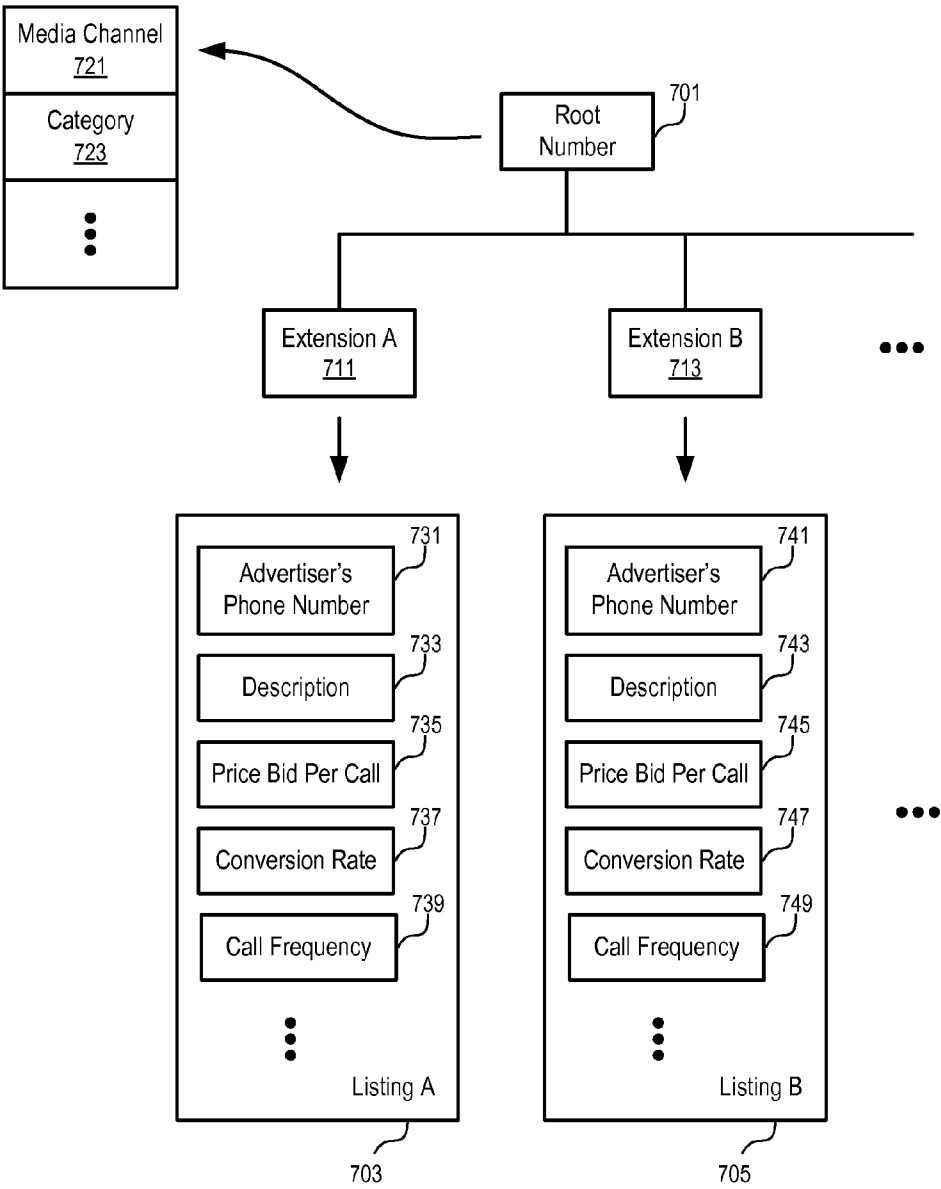 Media Channel
721
Category
723
Root
Number
701
Extension A
711
Extension B
713
731
Advertiser's
Phone Number
733
Description
735
Price Bid Per Call
737
Conversion Rate
739
Call Frequency
Listing A
703
741
Advertiser's
Phone Number
743
Description
745
Price Bid Per Call
747
Conversion Rate
749
Call Frequency
Listing B
705